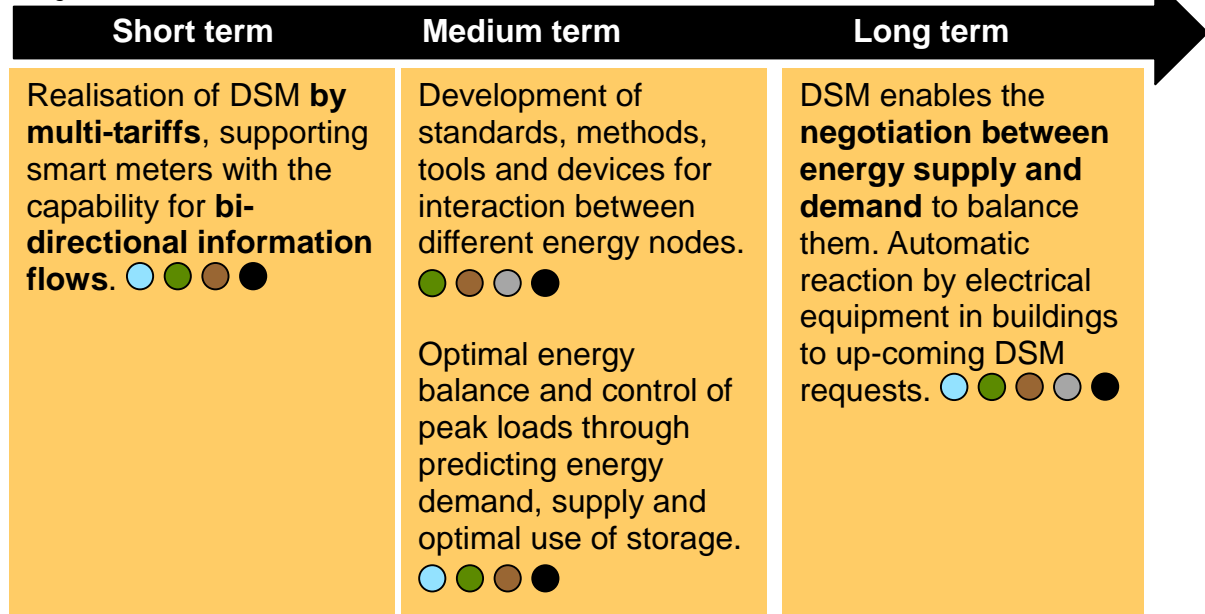 Short term
Medium term
Long term
Realisation of DSM by
multi-tariffs, supporting
smart meters with the
capability for bi-
directional information
flows.
Development of
standards, methods,
tools and devices for
interaction between
different energy nodes.
Optimal energy
balance and control of
peak loads through
predicting energy
demand, supply and
optimal use of storage.
DSM enables the
negotiation between
energy supply and
demand to balance
them. Automatic
reaction by electrical
equipment in buildings
to up-coming DSM
requests.